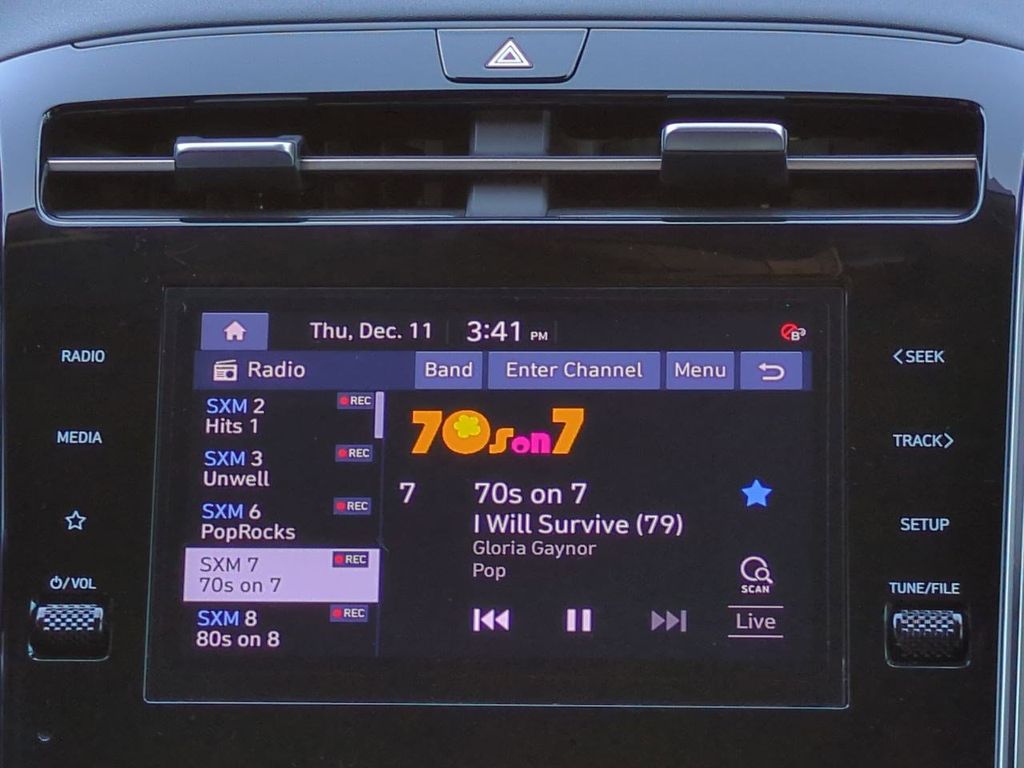 Thu, Dec. 11 3:41 PM
Radio Band Enter Channel Menu
SXM 2 REC
Hits 1
SXM 3 REC
Unwell
SXM 6 REC
PopRocks
SXM 7 REC
70s on 7
SXM 8 REC
80s on 8
70s on 7
7 70s on 7
I Will Survive (79)
Gloria Gaynor
Pop
SCAN
Live
RADIO
MEDIA
VOL
<SEEK
TRACK>
SETUP
TUNE/FILE